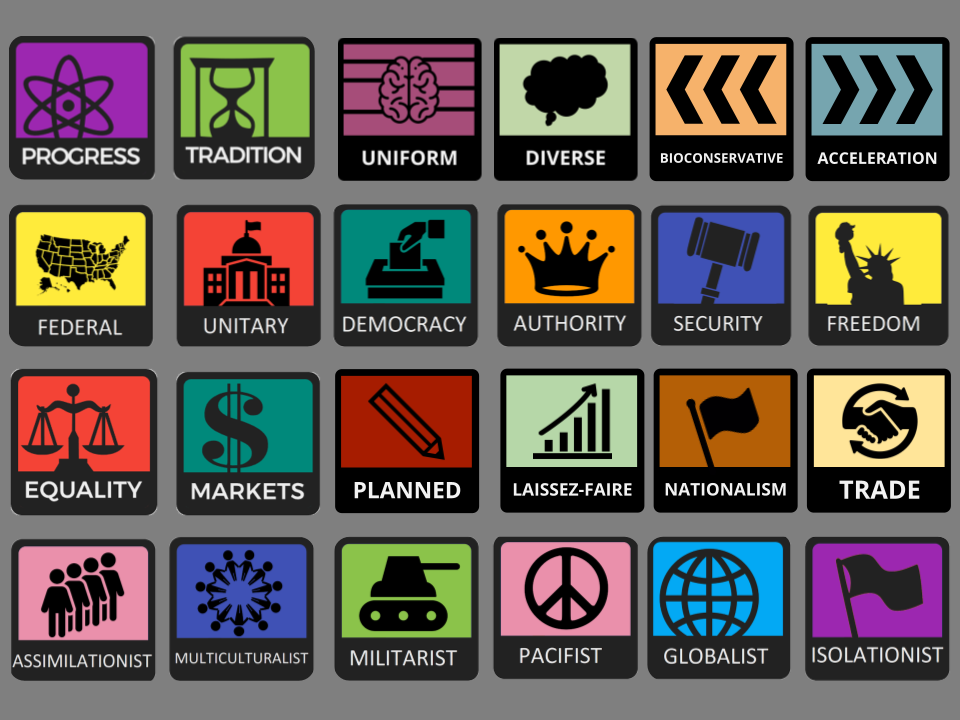 PROGRESS
TRADITION
UNIFORM
DIVERSE
BIOCONSERVATIVE
ACCELERATION
FEDERAL
UNITARY
DEMOCRACY
AUTHORITY
SECURITY
FREEDOM
EQUALITY
MARKETS
PLANNED
LAISSEZ-FAIRE
NATIONALISM
TRADE
ASSIMILATIONIST
MULTICULTURALIST
MILITARIST
PACIFIST
GLOBALIST
ISOLATIONIST